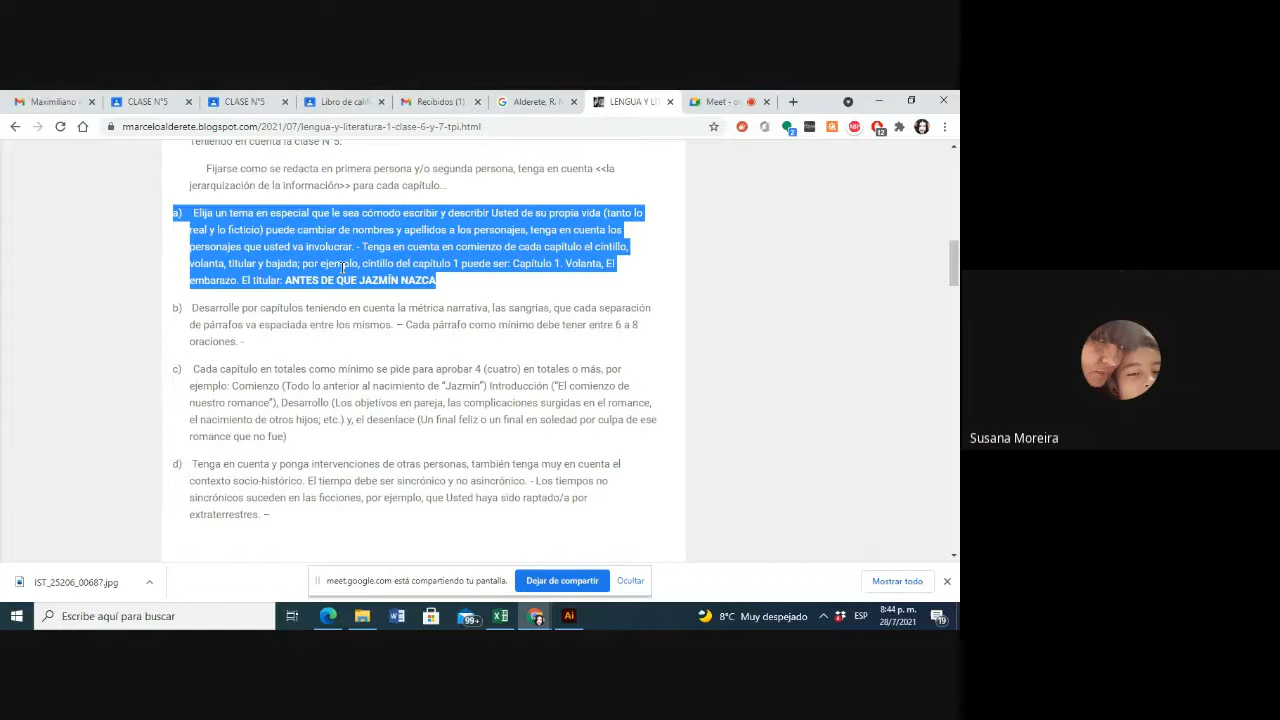 Maximiliano
CLASE N°5
CLASE N°5
Libro de calif
Recibidos (1)
Alderete, R. N
LENGUA Y LIT
Meet - o
rmarceloalderete.blogspot.com/2021/07/lengua-y-literatura-1-clase-6-y-7-tpi.html
Teniendo en cuenta la clase N°5:
Fijarse como se redacta en primera persona y/o segunda persona, tenga en cuenta <<la
jerarquización de la información>> para cada capítulo…
a) Elija un tema en especial que le sea cómodo escribir y describir Usted de su propia vida (tanto lo
real y lo ficticio) puede cambiar de nombres y apellidos a los personajes, tenga en cuenta los
personajes que usted va involucrar. - Tenga en cuenta en comienzo de cada capítulo el cintillo,
volanta, titular y bajada; por ejemplo, cintillo del capítulo 1 puede ser: Capítulo 1. Volanta, El
embarazo. El titular: ANTES DE QUE JAZMÍN NAZCA
b) Desarrolle por capítulos teniendo en cuenta la métrica narrativa, las sangrías, que cada separación
de párrafos va espaciada entre los mismos. – Cada párrafo como mínimo debe tener entre 6 a 8
oraciones. -
c) Cada capítulo en totales como mínimo se pide para aprobar 4 (cuatro) en totales o más, por
ejemplo: Comienzo (Todo lo anterior al nacimiento de “Jazmin”) Introducción (“El comienzo de
nuestro romance”), Desarrollo (Los objetivos en pareja, las complicaciones surgidas en el romance,
el nacimiento de otros hijos; etc.) y, el desenlace (Un final feliz o un final en soledad por culpa de ese
romance que no fue)
d) Tenga en cuenta y ponga intervenciones de otras personas, también tenga muy en cuenta el
contexto socio-histórico. El tiempo debe ser sincrónico y no asincrónico. - Los tiempos no
sincrónicos suceden en las ficciones, por ejemplo, que Usted haya sido raptado/a por
extraterrestres. –
Susana Moreira
IST_25206_00687.jpg
meet.google.com está compartiendo tu pantalla.
Dejar de compartir
Ocultar
Mostrar todo
Escribe aquí para buscar
99+
8°C Muy despejado
ESP
8:44 p. m.
28/7/2021
19